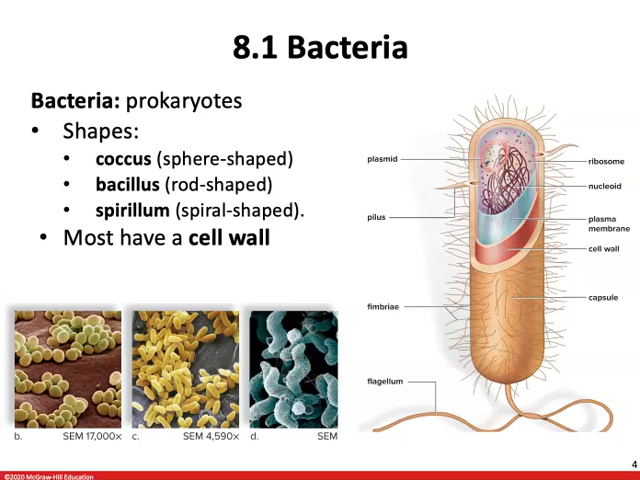 8.1 Bacteria
Bacteria: prokaryotes
• Shapes:
• coccus (sphere-shaped)
• bacillus (rod-shaped)
• spirillum (spiral-shaped).
• Most have a cell wall
plasmid
pilus
fimbriae
flagellum
ribosome
nucleoid
plasma
membrane
cell wall
capsule
b. SEM 17,000×
c. SEM 4,590×
d. SEM
4
©2020 McGraw-Hill Education